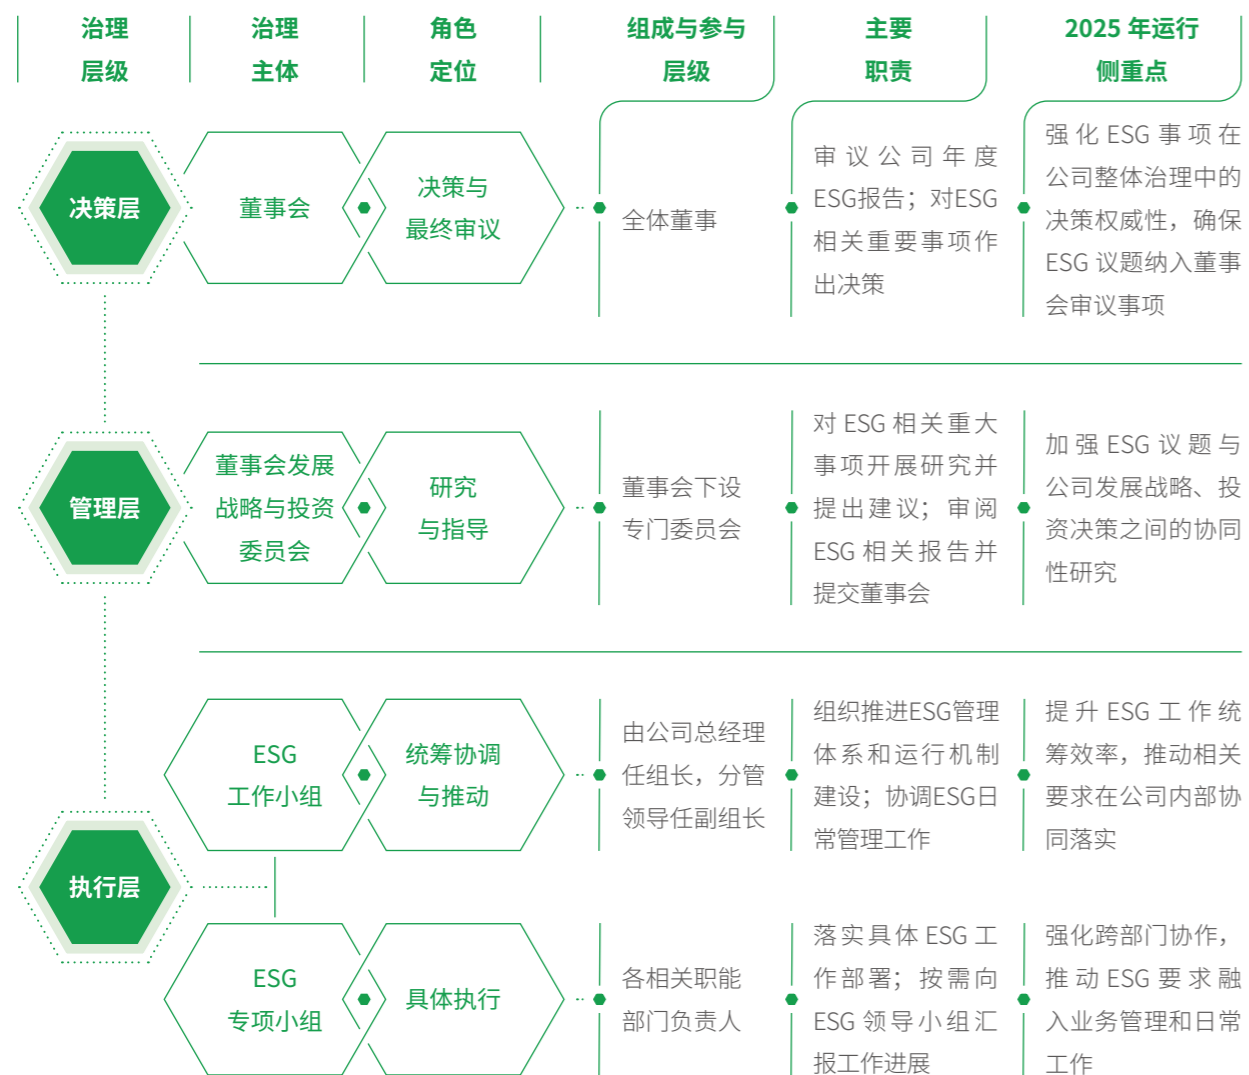 治理
层级
治理
主体
角色
定位
组成与参与
层级
主要
职责
2025 年运行
侧重点
决策层
董事会
决策与
最终审议
全体董事
审议公司年度
ESG报告；对ESG
相关重要事项作
出决策
强化 ESG 事项在
公司整体治理中的
决策权威性，确保
ESG 议题纳入董事
会审议事项
管理层
董事会发展
战略与投资
委员会
研究
与指导
董事会下设
专门委员会
对 ESG 相关重大
事项开展研究并
提出建议；审阅
ESG 相关报告并
提交董事会
加强 ESG 议题与
公司发展战略、投
资决策之间的协同
性研究
执行层
ESG
工作小组
统筹协调
与推动
由公司总经理
任组长，分管
领导任副组长
组织推进ESG管理
体系和运行机制
建设；协调ESG日
常管理工作
提升 ESG 工作统
筹效率，推动相关
要求在公司内部协
同落实
ESG
专项小组
具体执行
各相关职能
部门负责人
落实具体 ESG 工
作部署；按需向
ESG 领导小组汇
报工作进展
强化跨部门协作，
推动 ESG 要求融
入业务管理和日常
工作